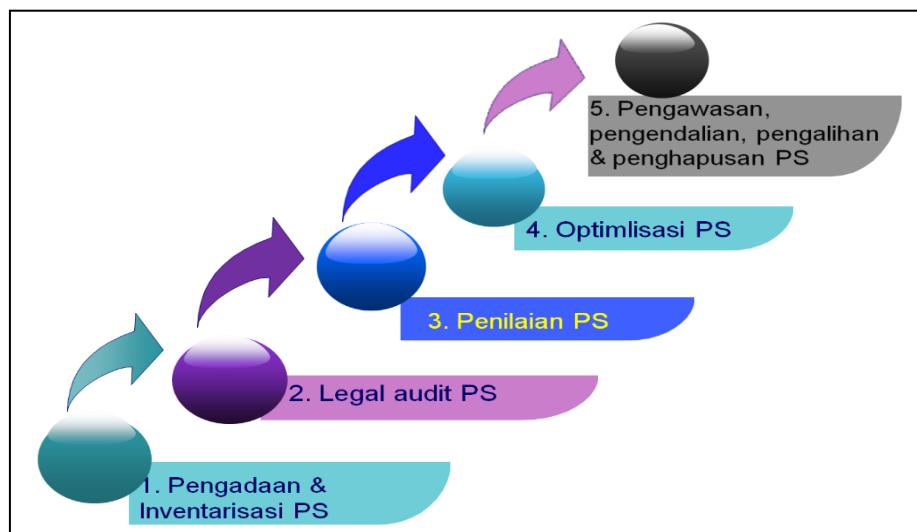 5. Pengawasan,
pengendalian, pengalihan
& penghapusan PS
4. Optimlisasi PS
3. Penilaian PS
2. Legal audit PS
1. Pengadaan &
Inventarisasi PS